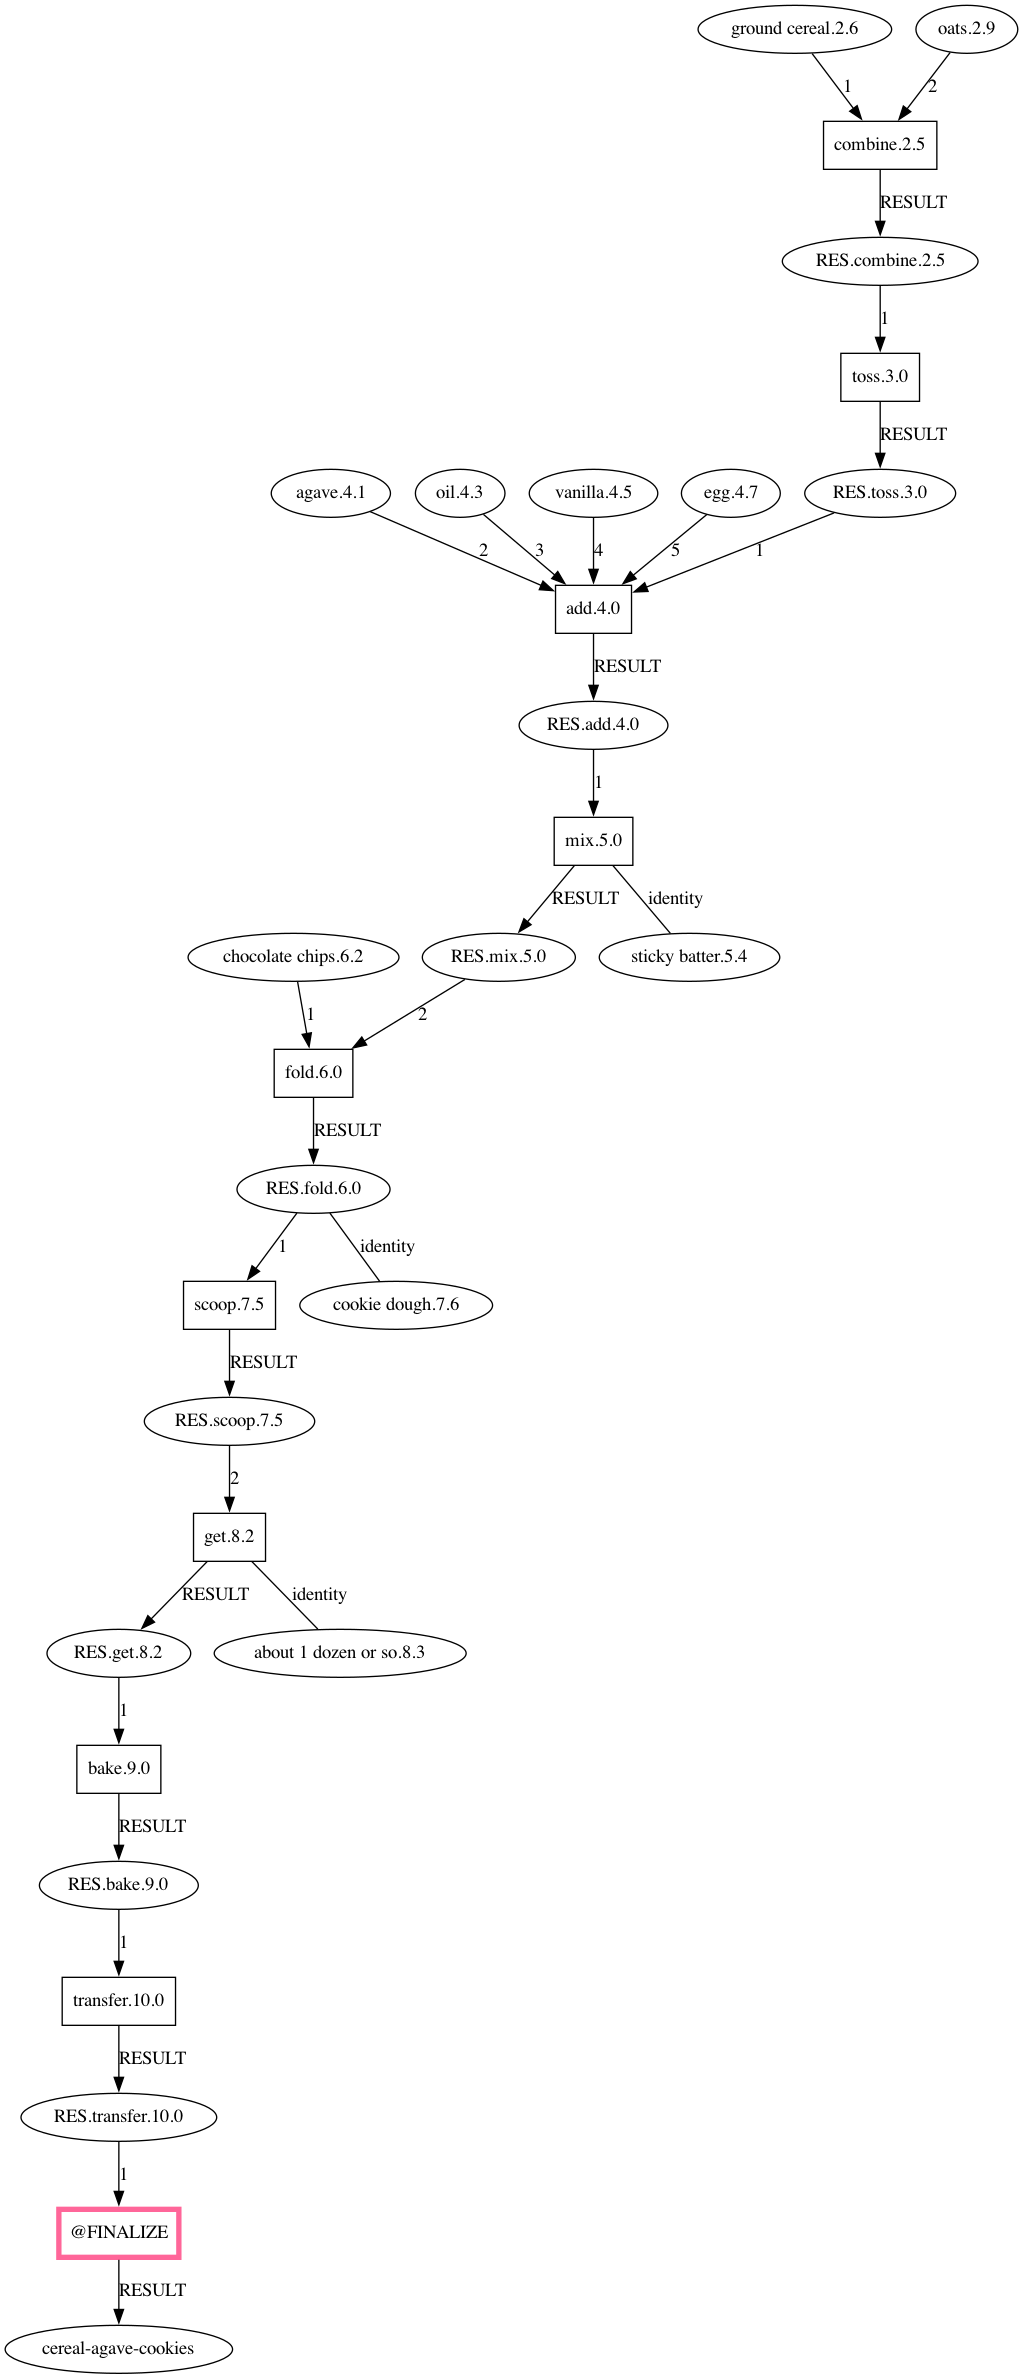 ground cereal.2.6
oats.2.9
1
2
combine.2.5
RESULT
RES.combine.2.5
1
toss.3.0
RESULT
agave.4.1
oil.4.3
vanilla.4.5
egg.4.7
RES.toss.3.0
2
3
4
5
1
add.4.0
RESULT
RES.add.4.0
1
mix.5.0
RESULT
identity
chocolate chips.6.2
RES.mix.5.0
sticky batter.5.4
1
2
fold.6.0
RESULT
RES.fold.6.0
1
identity
scoop.7.5
cookie dough.7.6
RESULT
RES.scoop.7.5
2
get.8.2
RESULT
identity
RES.get.8.2
about 1 dozen or so.8.3
1
bake.9.0
RESULT
RES.bake.9.0
1
transfer.10.0
RESULT
RES.transfer.10.0
1
@FINALIZE
RESULT
cereal-agave-cookies